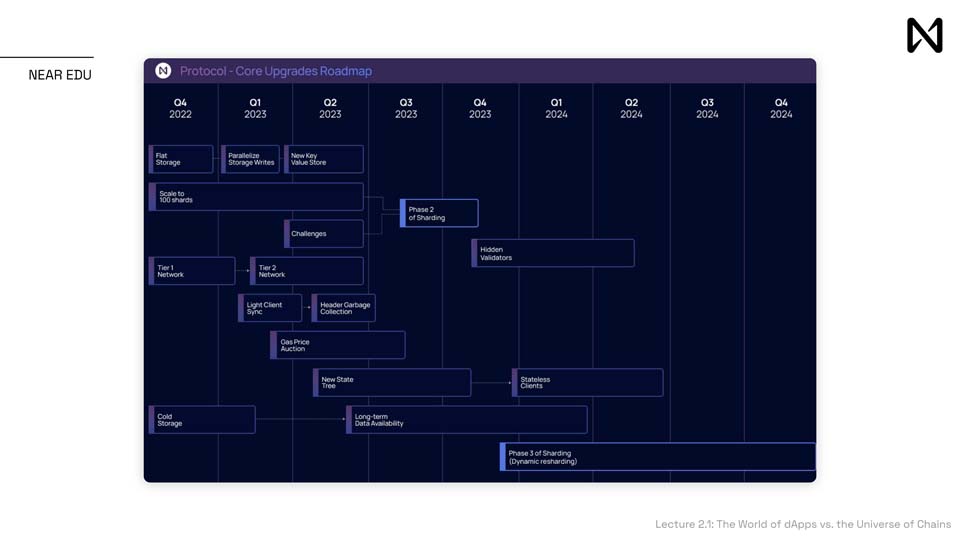 NEAR EDU
Protocol - Core Upgrades Roadmap
Q4
2022
Q1
2023
Q2
2023
Q3
2023
Q4
2023
Q1
2024
Q2
2024
Q3
2024
Q4
2024
Flat
Storage
Parallelize
Storage Writes
New Key
Value Store
Scale to
100 shards
Phase 2
of Sharding
Challenges
Hidden
Validators
Tier 1
Network
Tier 2
Network
Light Client
Sync
Header Garbage
Collection
Gas Price
Auction
New State
Tree
Stateless
Clients
Cold
Storage
Long-term
Data Availability
Phase 3 of Sharding
(Dynamic resharding)
Lecture 2.1: The World of dApps vs. the Universe of Chains